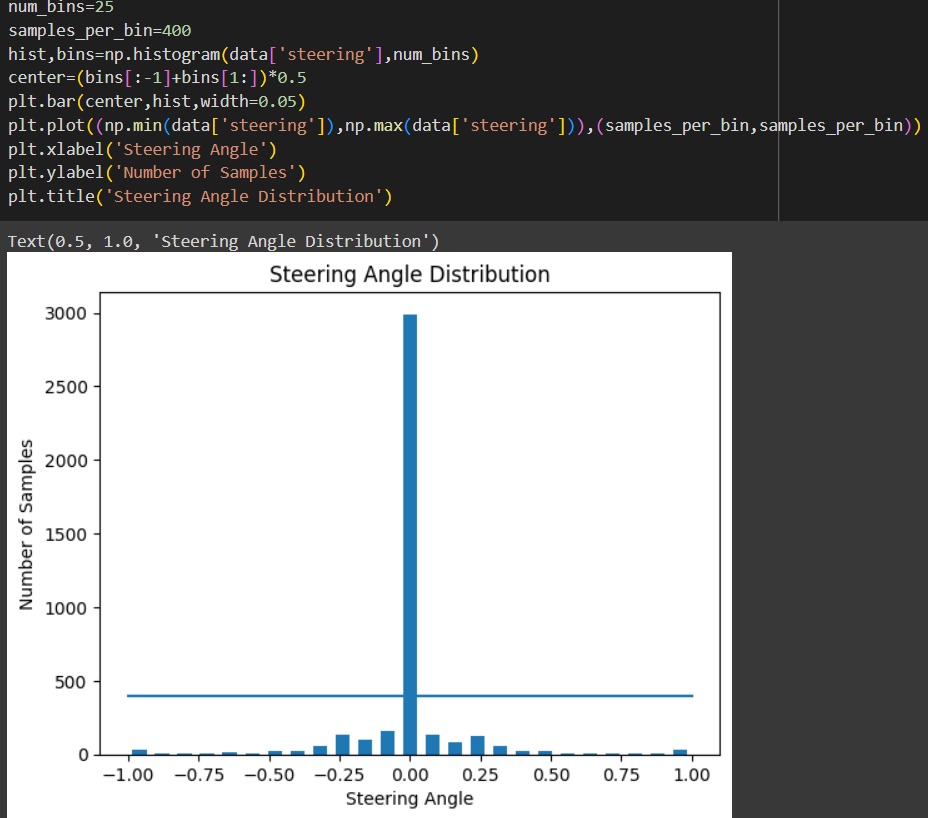 num_bins=25
samples_per_bin=400
hist,bins=np.histogram(data['steering'],num_bins)
center=(bins[:-1]+bins[1:])*0.5
plt.bar(center,hist,width=0.05)
plt.plot((np.min(data['steering']),np.max(data['steering'])),(samples_per_bin,samples_per_bin))
plt.xlabel('Steering Angle')
plt.ylabel('Number of Samples')
plt.title('Steering Angle Distribution')
Text(0.5, 1.0, 'Steering Angle Distribution')
Steering Angle Distribution
3000
2500
2000
1500
1000
500
0
Number of Samples
−1.00 −0.75 −0.50 −0.25 0.00 0.25 0.50 0.75 1.00
Steering Angle